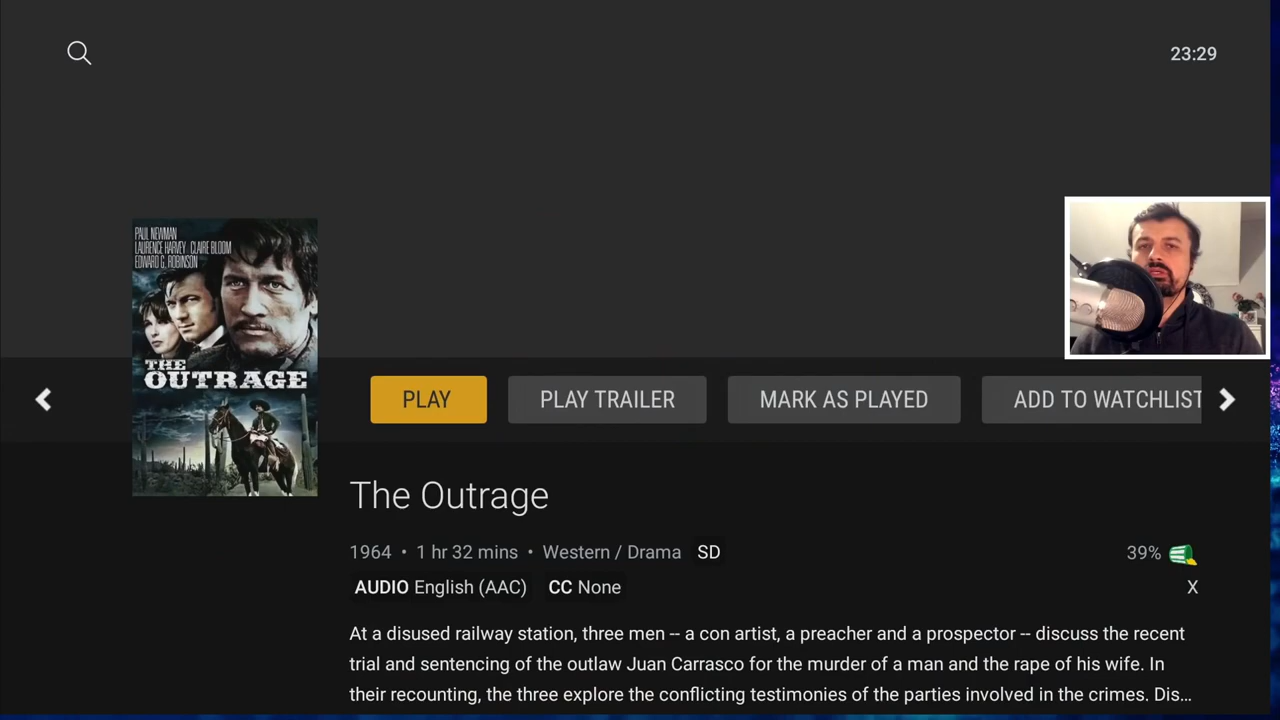 23:29
PAUL NEWMAN
LAURENCE HARVEY CLAIRE BLOOM
EDWARD G. ROBINSON
THE
OUTRAGE
PLAY
PLAY TRAILER
MARK AS PLAYED
ADD TO WATCHLIST
The Outrage
1964 • 1 hr 32 mins • Western / Drama SD
39%
AUDIO English (AAC) CC None
X
At a disused railway station, three men -- a con artist, a preacher and a prospector -- discuss the recent
trial and sentencing of the outlaw Juan Carrasco for the murder of a man and the rape of his wife. In
their recounting, the three explore the conflicting testimonies of the parties involved in the crimes. Dis...